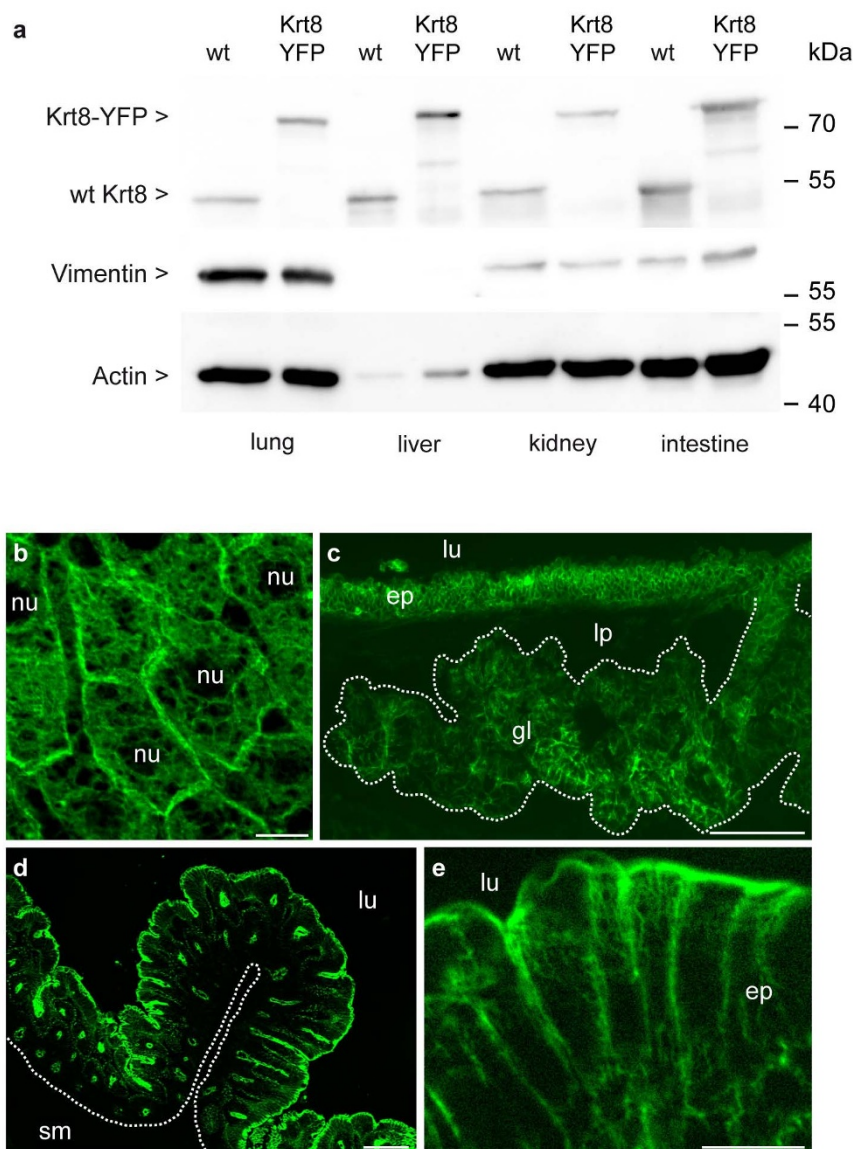 a
wt
Krt8
YFP
wt
Krt8
YFP
wt
Krt8
YFP
wt
Krt8
YFP
kDa
Krt8-YFP >
– 70
wt Krt8 >
– 55
Vimentin >
– 55
– 55
Actin >
– 40
lung liver kidney intestine
b
nu
nu
nu
nu
c
lu
ep
lp
gl
d
lu
sm
e
lu
ep